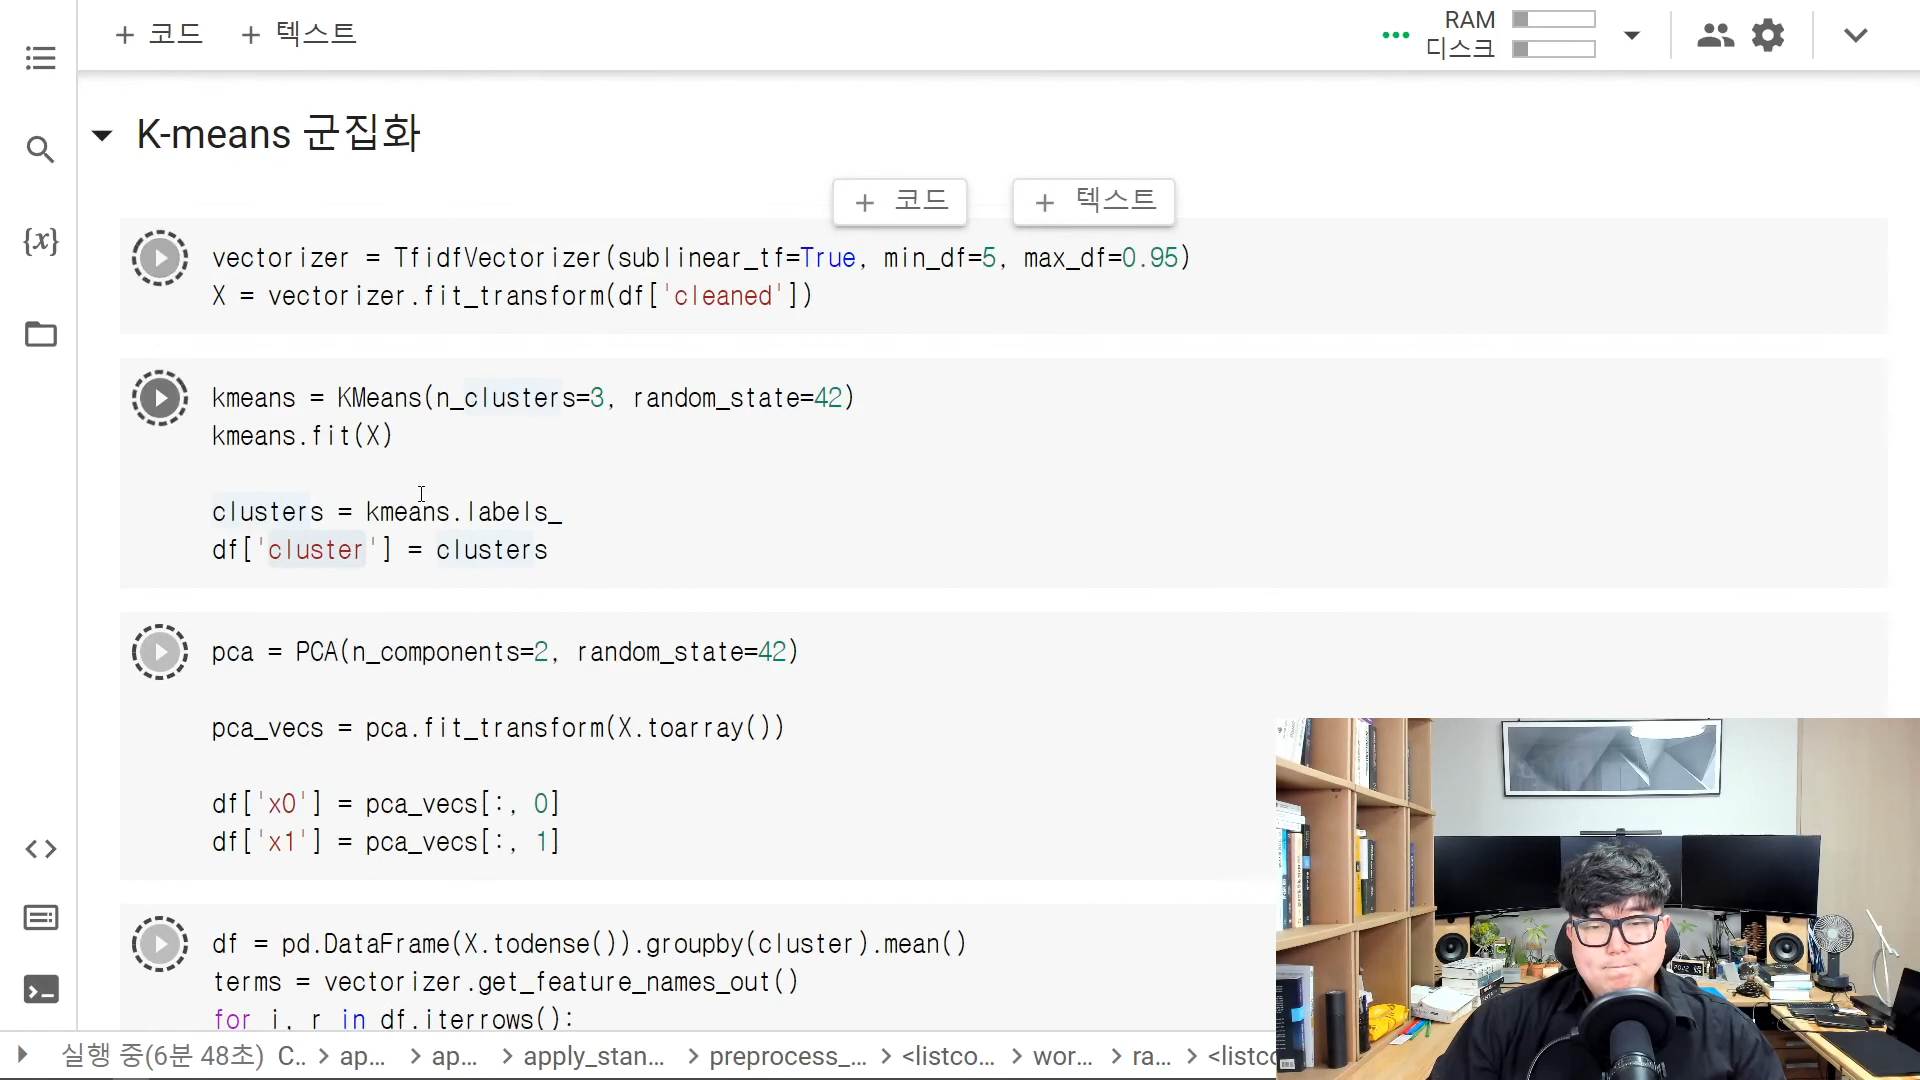 + 코드 + 텍스트
RAM
디스크
K-means 군집화
+ 코드 + 텍스트
vectorizer = TfidfVectorizer(sublinear_tf=True, min_df=5, max_df=0.95)
X = vectorizer.fit_transform(df['cleaned'])
kmeans = KMeans(n_clusters=3, random_state=42)
kmeans.fit(X)
clusters = kmeans.labels_
df['cluster'] = clusters
pca = PCA(n_components=2, random_state=42)
pca_vecs = pca.fit_transform(X.toarray())
df['x0'] = pca_vecs[:, 0]
df['x1'] = pca_vecs[:, 1]
df = pd.DataFrame(X.todense()).groupby(cluster).mean()
terms = vectorizer.get_feature_names_out()
for i, r in df.iterrows():
실행 중(6분 48초) C.. > ap... > ap... > apply_stan... > preprocess_... > <listco... > wor... > ra... > <listc